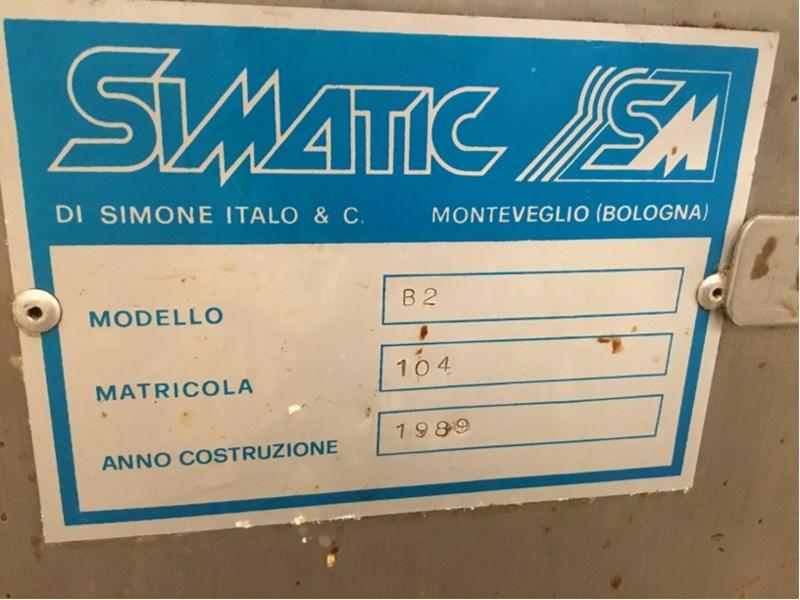 SIMATIC SM
DI SIMONE ITALO & C. MONTEVEGLIO (BOLOGNA)
MODELLO B2
MATRICOLA 104
ANNO COSTRUZIONE 1989